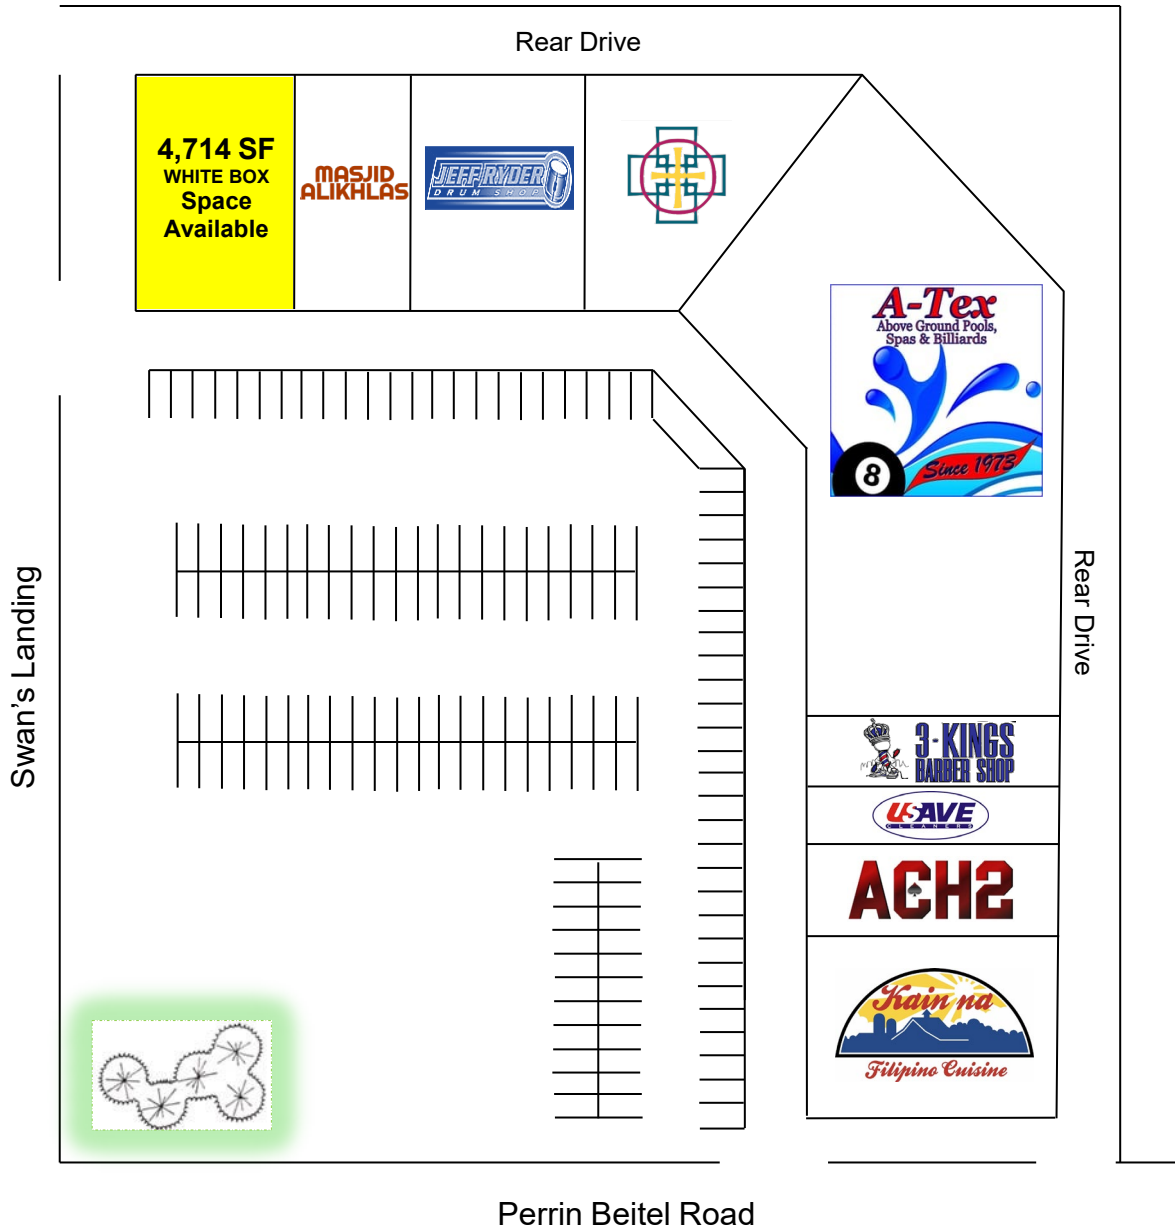 Rear Drive
4,714 SF
WHITE BOX
Space
Available
MASJID
ALIKHLAS
JEFF RYDER
DRUM SHOP
A-Tex
Above Ground Pools,
Spas & Billiards
8
Since 1973
Rear Drive
Swan's Landing
3-KINGS
BARBER SHOP
USAVE
CLEANERS
ACH2
Kain na
Filipino Cuisine
Perrin Beitel Road